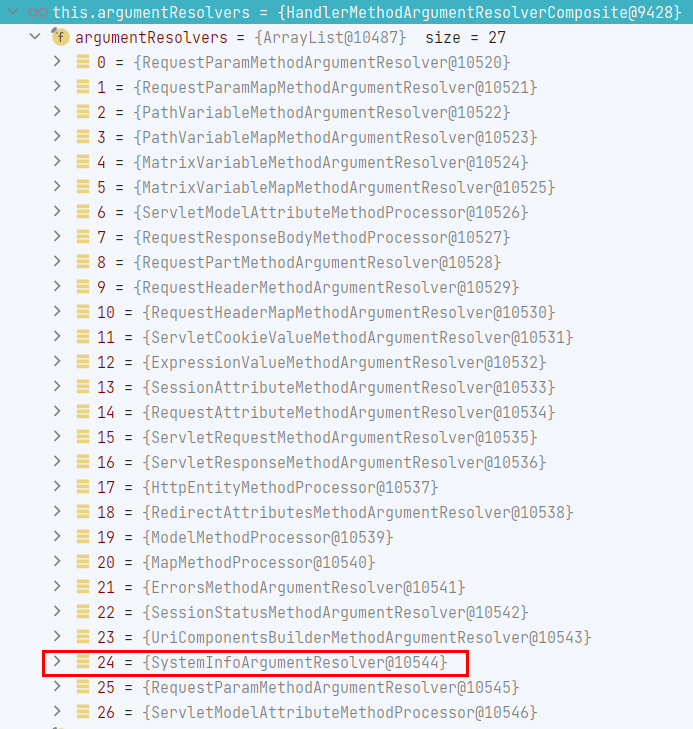 this.argumentResolvers = {HandlerMethodArgumentResolverComposite@9428}
f argumentResolvers = {ArrayList@10487} size = 27
0 = {RequestParamMethodArgumentResolver@10520}
1 = {RequestParamMapMethodArgumentResolver@10521}
2 = {PathVariableMethodArgumentResolver@10522}
3 = {PathVariableMapMethodArgumentResolver@10523}
4 = {MatrixVariableMethodArgumentResolver@10524}
5 = {MatrixVariableMapMethodArgumentResolver@10525}
6 = {ServletModelAttributeMethodProcessor@10526}
7 = {RequestResponseBodyMethodProcessor@10527}
8 = {RequestPartMethodArgumentResolver@10528}
9 = {RequestHeaderMethodArgumentResolver@10529}
10 = {RequestHeaderMapMethodArgumentResolver@10530}
11 = {ServletCookieValueMethodArgumentResolver@10531}
12 = {ExpressionValueMethodArgumentResolver@10532}
13 = {SessionAttributeMethodArgumentResolver@10533}
14 = {RequestAttributeMethodArgumentResolver@10534}
15 = {ServletRequestMethodArgumentResolver@10535}
16 = {ServletResponseMethodArgumentResolver@10536}
17 = {HttpEntityMethodProcessor@10537}
18 = {RedirectAttributesMethodArgumentResolver@10538}
19 = {ModelMethodProcessor@10539}
20 = {MapMethodProcessor@10540}
21 = {ErrorsMethodArgumentResolver@10541}
22 = {SessionStatusMethodArgumentResolver@10542}
23 = {UriComponentsBuilderMethodArgumentResolver@10543}
24 = {SystemInfoArgumentResolver@10544}
25 = {RequestParamMethodArgumentResolver@10545}
26 = {ServletModelAttributeMethodProcessor@10546}